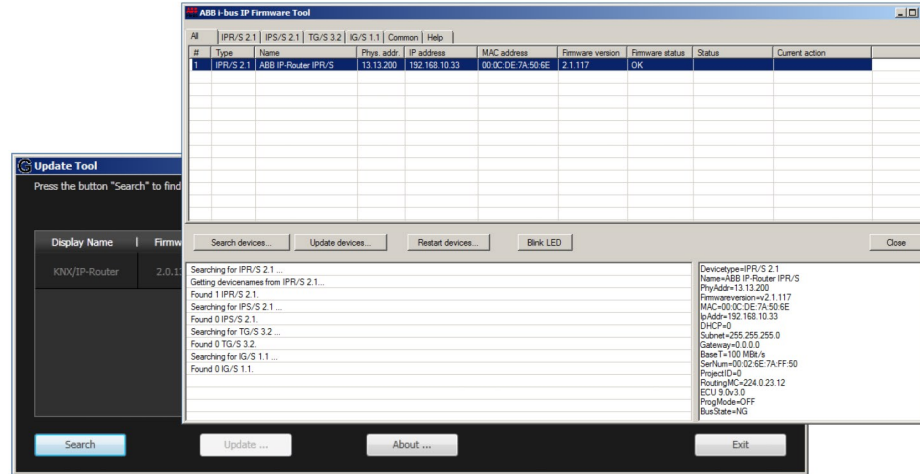 ABB ABB i-bus IP Firmware Tool
All IPR/S 2.1 IPS/S 2.1 TG/S 3.2 IG/S 1.1 Common Help
# Type Name Phys. addr. IP address MAC address Firmware version Firmware status Status Current action
1 IPR/S 2.1 ABB IP-Router IPR/S 13.13.200 192.168.10.33 00:0C:DE:7A:50:6E 2.1.117 OK
Search devices... Update devices... Restart devices... Blink LED Close
Searching for IPR/S 2.1 ...
Getting devicenames from IPR/S 2.1...
Found 1 IPR/S 2.1.
Searching for IPS/S 2.1 ...
Found 0 IPS/S 2.1.
Searching for TG/S 3.2 ...
Found 0 TG/S 3.2.
Searching for IG/S 1.1 ...
Found 0 IG/S 1.1.
Devicetype=IPR/S 2.1
Name=ABB IP-Router IPR/S
PhyAddr=13.13.200
Firmwareversion=v2.1.117
MAC=00:0C:DE:7A:50:6E
IpAddr=192.168.10.33
DHCP=0
Subnet=255.255.255.0
Gateway=0.0.0.0
BaseT=100 MBit/s
SerNum=00:02:6E:7A:FF:50
ProjectID=0
RoutingMC=224.0.23.12
ECU 9.0v3.0
ProgMode=OFF
BusState=NG
Update Tool
Press the button "Search" to find
Display Name Firmw
KNX/IP-Router 2.0.1
Search Update ... About ... Exit